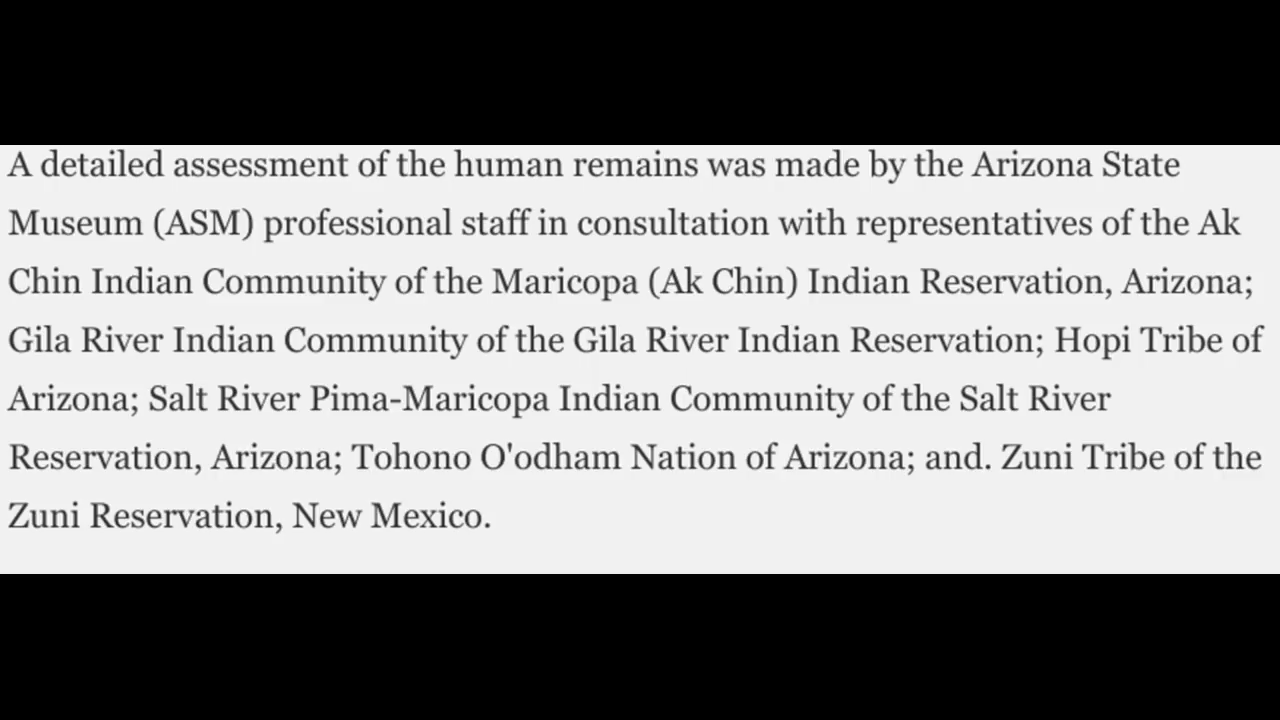 A detailed assessment of the human remains was made by the Arizona State
Museum (ASM) professional staff in consultation with representatives of the Ak
Chin Indian Community of the Maricopa (Ak Chin) Indian Reservation, Arizona;
Gila River Indian Community of the Gila River Indian Reservation; Hopi Tribe of
Arizona; Salt River Pima-Maricopa Indian Community of the Salt River
Reservation, Arizona; Tohono O'odham Nation of Arizona; and. Zuni Tribe of the
Zuni Reservation, New Mexico.